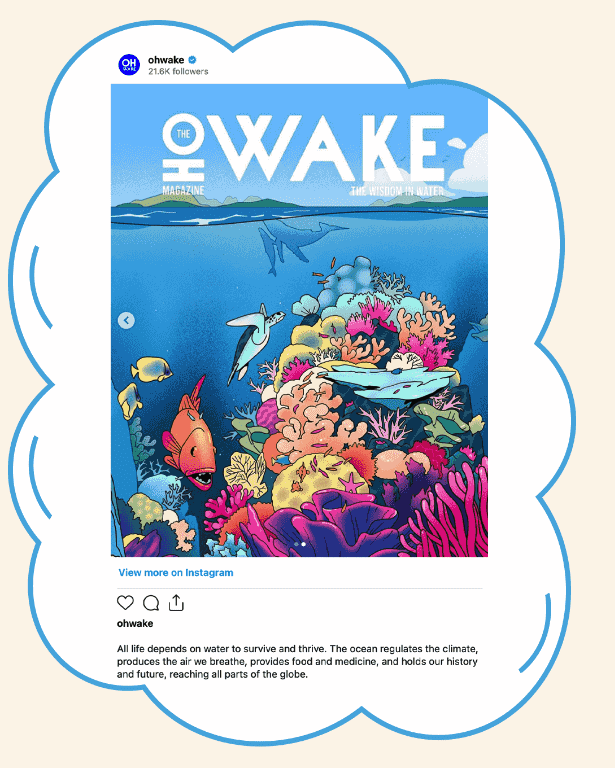 OH
WAKE
ohwake
21.6K followers
THE
OH WAKE
MAGAZINE
THE WISDOM IN WATER
View more on Instagram
ohwake
All life depends on water to survive and thrive. The ocean regulates the climate,
produces the air we breathe, provides food and medicine, and holds our history
and future, reaching all parts of the globe.